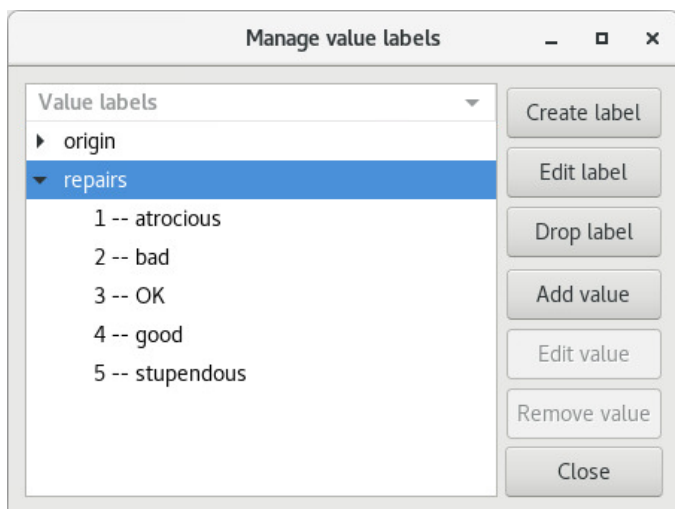 Manage value labels
Value labels
origin
repairs
1 -- atrocious
2 -- bad
3 -- OK
4 -- good
5 -- stupendous
Create label
Edit label
Drop label
Add value
Edit value
Remove value
Close